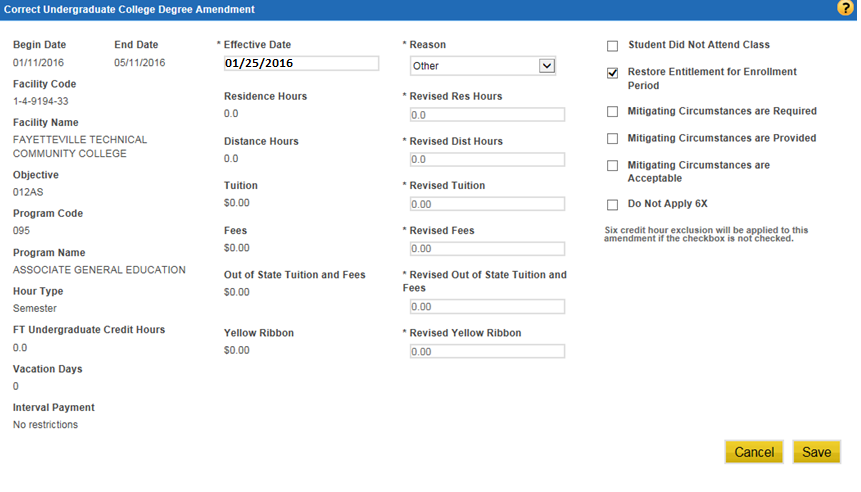 Correct Undergraduate College Degree Amendment
?
Begin Date
End Date
01/11/2016
05/11/2016
Facility Code
1-4-9194-33
Facility Name
FAYETTEVILLE TECHNICAL
COMMUNITY COLLEGE
Objective
012AS
Program Code
095
Program Name
ASSOCIATE GENERAL EDUCATION
Hour Type
Semester
FT Undergraduate Credit Hours
0.0
Vacation Days
0
Interval Payment
No restrictions
* Effective Date
01/25/2016
* Reason
Other
Residence Hours
0.0
* Revised Res Hours
0.0
Distance Hours
0.0
* Revised Dist Hours
0.0
Tuition
$0.00
* Revised Tuition
0.00
Fees
$0.00
* Revised Fees
0.00
Out of State Tuition and Fees
$0.00
* Revised Out of State Tuition and
Fees
0.00
Yellow Ribbon
$0.00
* Revised Yellow Ribbon
0.00
Student Did Not Attend Class
Restore Entitlement for Enrollment
Period
Mitigating Circumstances are Required
Mitigating Circumstances are Provided
Mitigating Circumstances are
Acceptable
Do Not Apply 6X
Six credit hour exclusion will be applied to this
amendment if the checkbox is not checked.
Cancel
Save